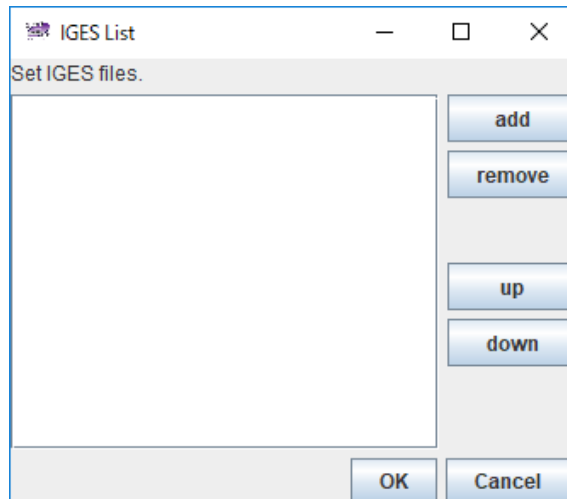 IGES List
Set IGES files.
add
remove
up
down
OK
Cancel